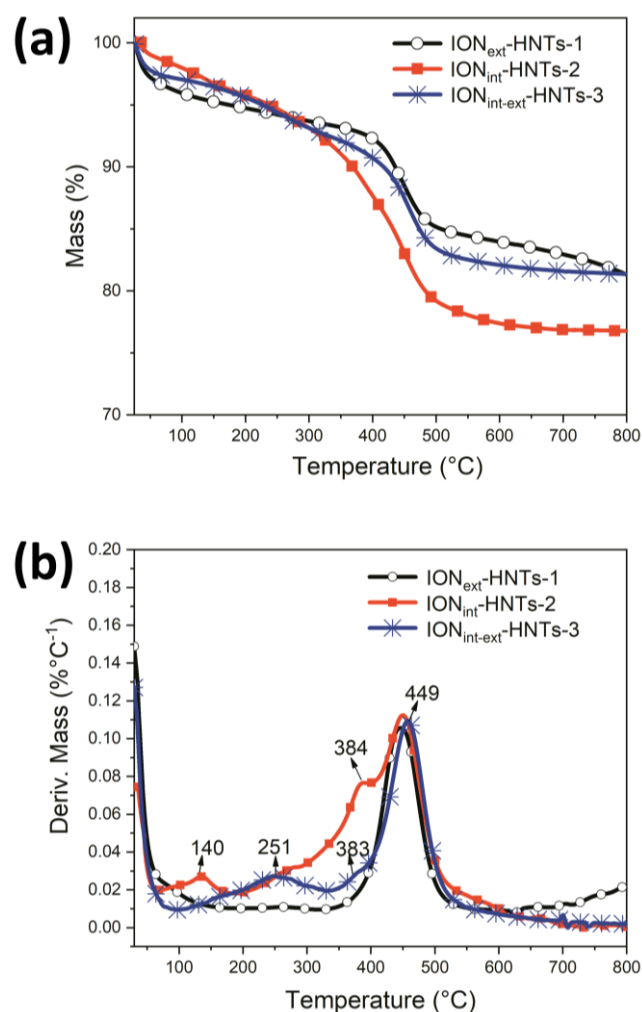 (a)
100
90
80
70
Mass (%)
IONext-HNTs-1
IONint-HNTs-2
IONint-ext-HNTs-3
100 200 300 400 500 600 700 800
Temperature (°C)
(b)
0.20
0.18
0.16
0.14
0.12
0.10
0.08
0.06
0.04
0.02
0.00
Deriv. Mass (%°C-1)
IONext-HNTs-1
IONint-HNTs-2
IONint-ext-HNTs-3
449
384
140
251
383
100 200 300 400 500 600 700 800
Temperature (°C)